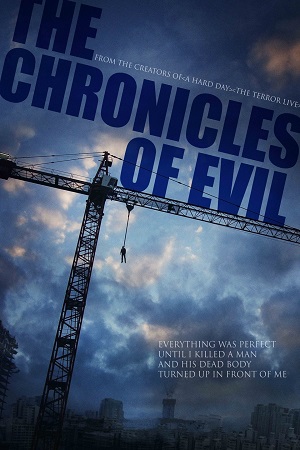 THE
FROM THE CREATORS OF<A HARD DAY><THE TERROR LIVE>
CHRONICLES
OF EVIL
EVERYTHING WAS PERFECT
UNTIL I KILLED A MAN
AND HIS DEAD BODY
TURNED UP IN FRONT OF ME